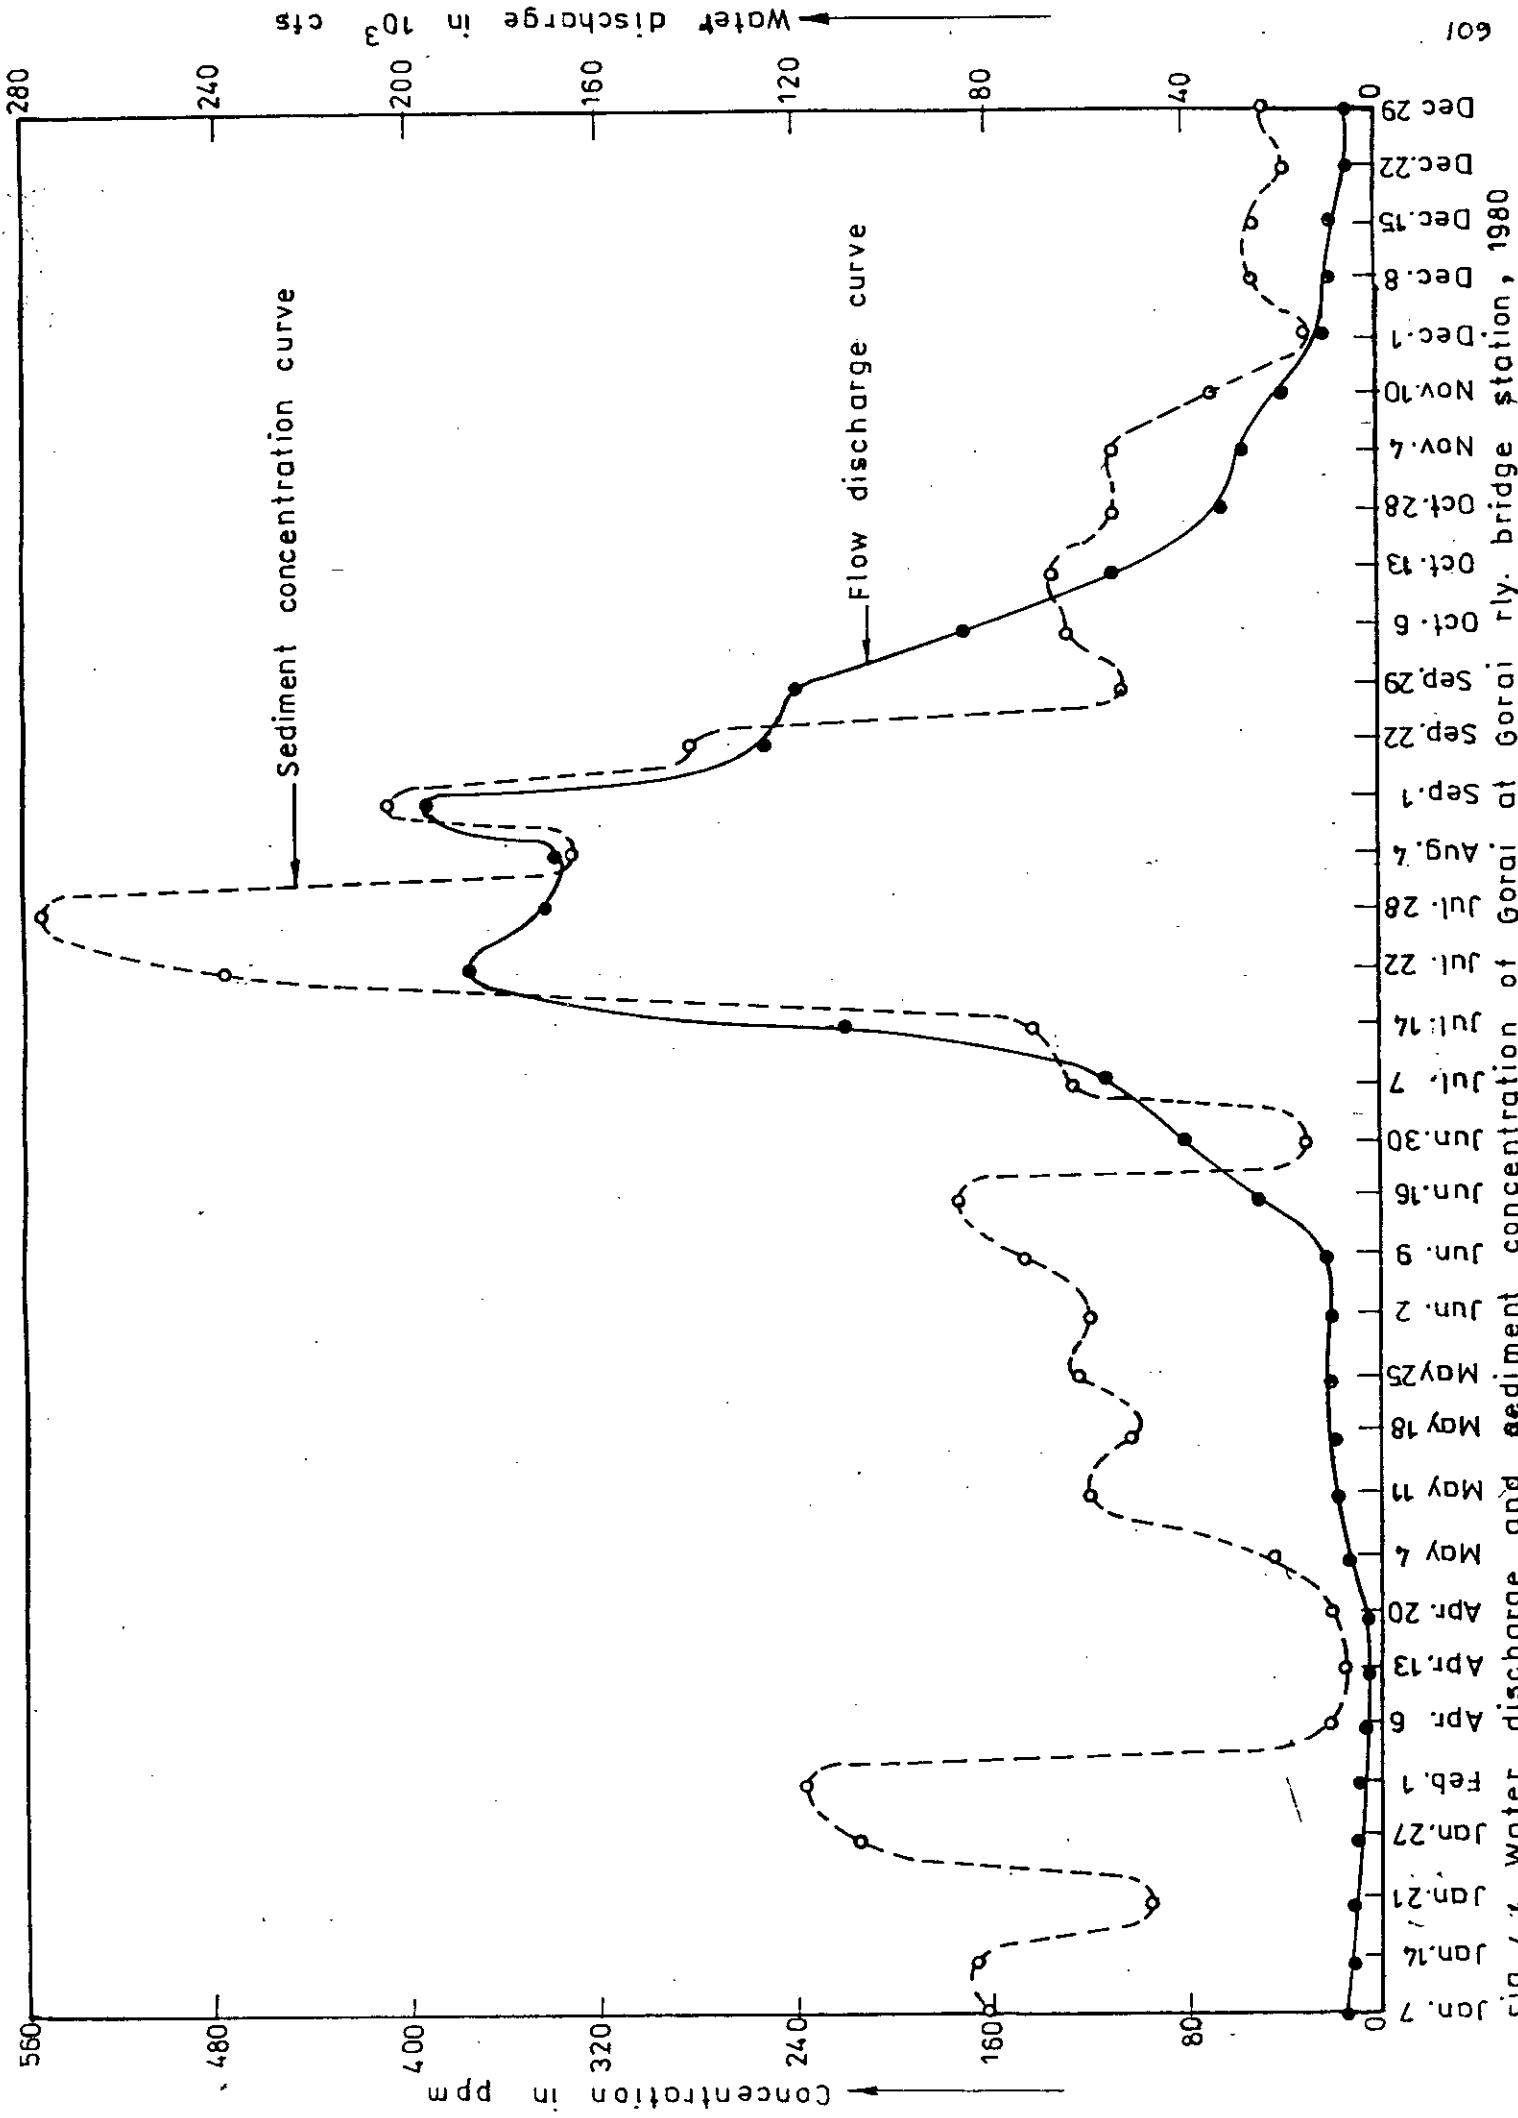 601
Concentration in ppm
560
480
400
320
240
160
80
0
Water discharge in 10³ cfs
280
240
200
160
120
80
40
0
Sediment concentration curve
Flow discharge curve
Jan. 7
Jan.14
Jan.21
Jan.27
Feb. 1
Apr. 6
Apr.13
Apr. 20
May 4
May 11
May 18
May25
Jun. 2
Jun. 9
Jun.16
Jun.30
Jul. 7
Jul. 14
Jul. 22
Jul. 28
Aug. 4
Sep. 1
Sep. 22
Sep. 29
Oct. 6
Oct. 13
Oct. 28
Nov. 4
Nov. 10
Dec. 1
Dec. 8
Dec. 15
Dec. 22
Dec 29
Water discharge and sediment concentration of Gorai at Gorai rly. bridge station, 1980